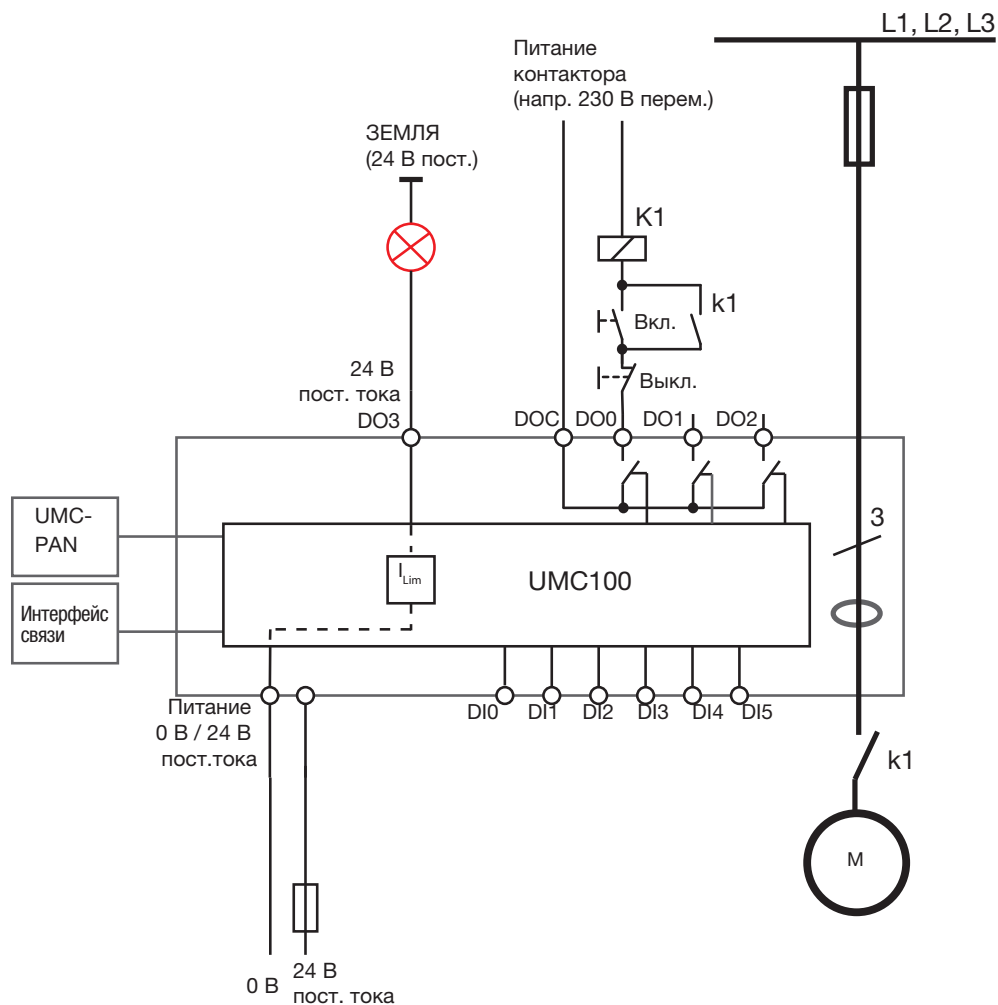 L1, L2, L3
Питание
контактора
(напр. 230 В перем.)
ЗЕМЛЯ
(24 В пост.)
K1
k1
Вкл.
Выкл.
24 В
пост. тока
DO3
DOC
DO0
DO1
DO2
UMC-
PAN
3
I Lim
UMC100
Интерфейс
связи
Питание
0 В / 24 В
пост.тока
DI0
DI1
DI2
DI3
DI4
DI5
k1
M
0 В
24 В
пост. тока